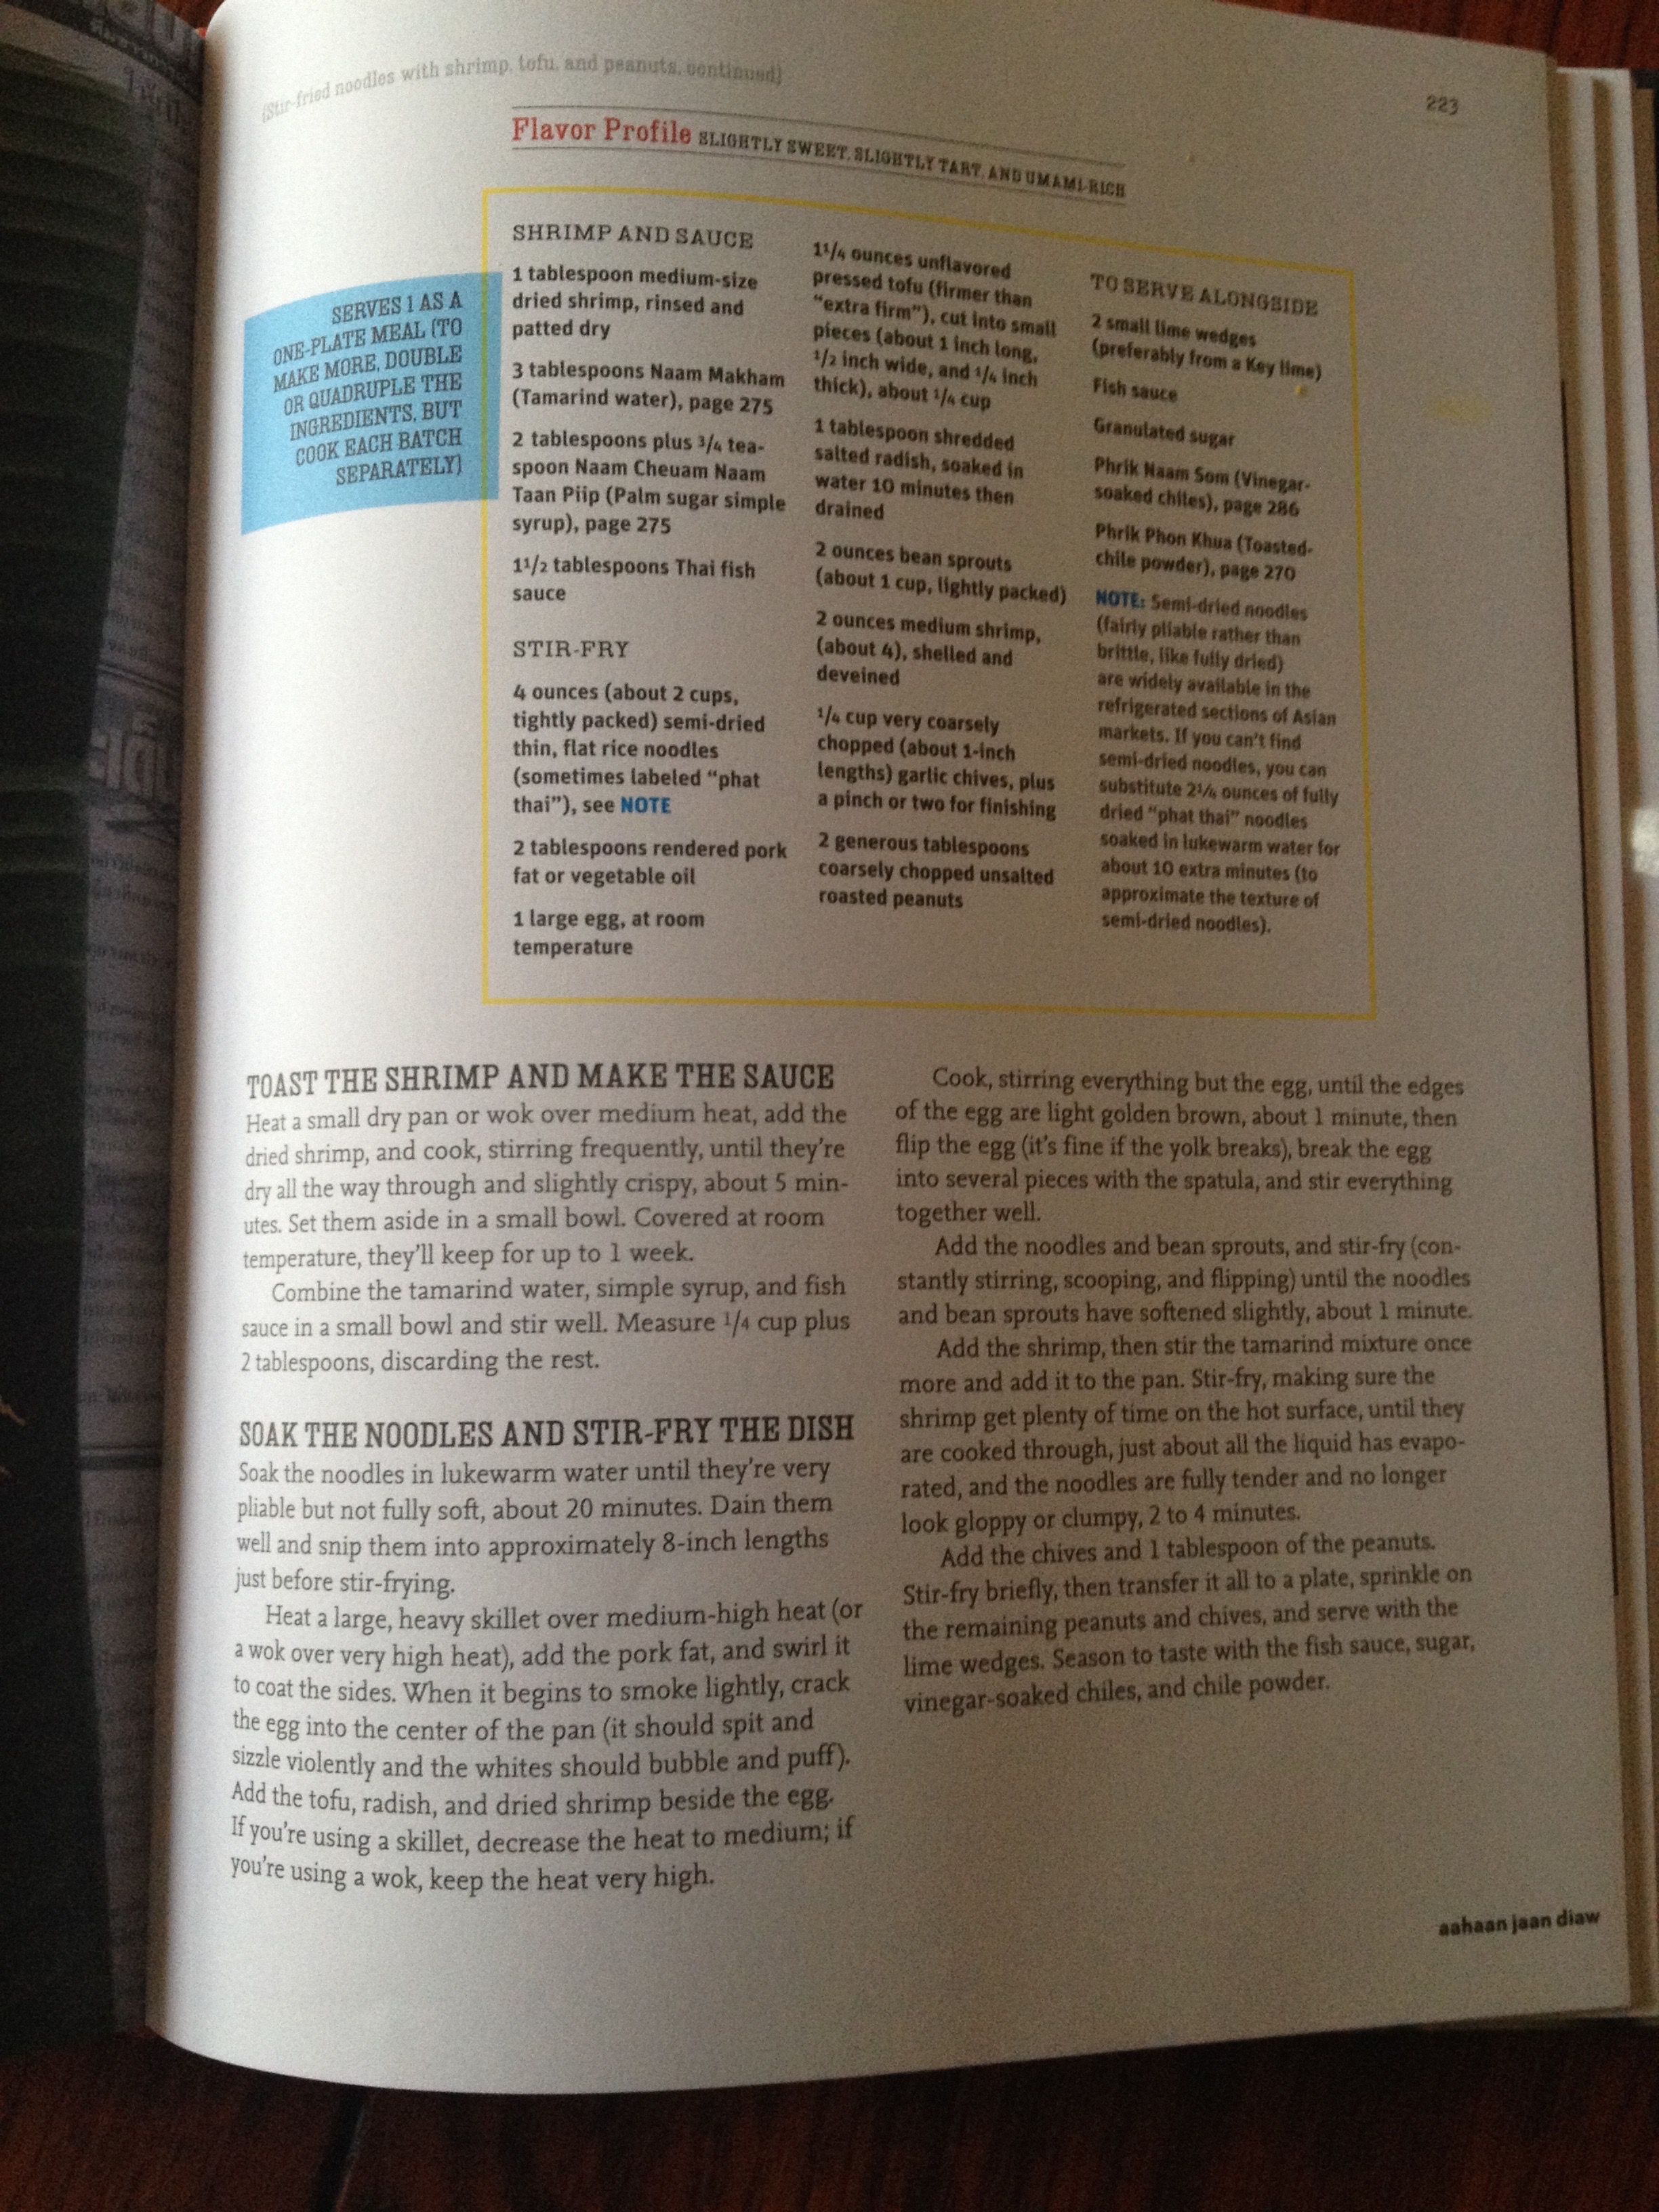 (Stir-fried noodles with shrimp, tofu, and peanuts, continued)
223
Flavor Profile SLIGHTLY SWEET, SLIGHTLY TART, AND UMAMI-RICH
SERVES 1 AS A
ONE-PLATE MEAL (TO
MAKE MORE, DOUBLE
OR QUADRUPLE THE
INGREDIENTS, BUT
COOK EACH BATCH
SEPARATELY)
SHRIMP AND SAUCE
1 tablespoon medium-size
dried shrimp, rinsed and
patted dry
3 tablespoons Naam Makham
(Tamarind water), page 275
2 tablespoons plus 3/4 tea-
spoon Naam Cheuam Naam
Taan Piip (Palm sugar simple
syrup), page 275
1 1/2 tablespoons Thai fish
sauce
STIR-FRY
4 ounces (about 2 cups,
tightly packed) semi-dried
thin, flat rice noodles
(sometimes labeled “phat
thai”), see NOTE
2 tablespoons rendered pork
fat or vegetable oil
1 large egg, at room
temperature
1 1/4 ounces unflavored
pressed tofu (firmer than
“extra firm”), cut into small
pieces (about 1 inch long,
1/2 inch wide, and 1/4 inch
thick), about 1/4 cup
1 tablespoon shredded
salted radish, soaked in
water 10 minutes then
drained
2 ounces bean sprouts
(about 1 cup, lightly packed)
2 ounces medium shrimp,
(about 4), shelled and
deveined
1/4 cup very coarsely
chopped (about 1-inch
lengths) garlic chives, plus
a pinch or two for finishing
2 generous tablespoons
coarsely chopped unsalted
roasted peanuts
TO SERVE ALONGSIDE
2 small lime wedges
(preferably from a Key lime)
Fish sauce
Granulated sugar
Phrik Naam Som (Vinegar-
soaked chiles), page 286
Phrik Phon Khua (Toasted-
chile powder), page 270
NOTE: Semi-dried noodles
(fairly pliable rather than
brittle, like fully dried)
are widely available in the
refrigerated sections of Asian
markets. If you can't find
semi-dried noodles, you can
substitute 2 1/4 ounces of fully
dried “phat thai” noodles
soaked in lukewarm water for
about 10 extra minutes (to
approximate the texture of
semi-dried noodles).
TOAST THE SHRIMP AND MAKE THE SAUCE
Heat a small dry pan or wok over medium heat, add the
dried shrimp, and cook, stirring frequently, until they're
dry all the way through and slightly crispy, about 5 min-
utes. Set them aside in a small bowl. Covered at room
temperature, they'll keep for up to 1 week.
Combine the tamarind water, simple syrup, and fish
sauce in a small bowl and stir well. Measure 1/4 cup plus
2 tablespoons, discarding the rest.
SOAK THE NOODLES AND STIR-FRY THE DISH
Soak the noodles in lukewarm water until they're very
pliable but not fully soft, about 20 minutes. Dain them
well and snip them into approximately 8-inch lengths
just before stir-frying.
Heat a large, heavy skillet over medium-high heat (or
a wok over very high heat), add the pork fat, and swirl it
to coat the sides. When it begins to smoke lightly, crack
the egg into the center of the pan (it should spit and
sizzle violently and the whites should bubble and puff).
Add the tofu, radish, and dried shrimp beside the egg.
If you're using a skillet, decrease the heat to medium; if
you're using a wok, keep the heat very high.
Cook, stirring everything but the egg, until the edges
of the egg are light golden brown, about 1 minute, then
flip the egg (it's fine if the yolk breaks), break the egg
into several pieces with the spatula, and stir everything
together well.
Add the noodles and bean sprouts, and stir-fry (con-
stantly stirring, scooping, and flipping) until the noodles
and bean sprouts have softened slightly, about 1 minute.
Add the shrimp, then stir the tamarind mixture once
more and add it to the pan. Stir-fry, making sure the
shrimp get plenty of time on the hot surface, until they
are cooked through, just about all the liquid has evapo-
rated, and the noodles are fully tender and no longer
look gloppy or clumpy, 2 to 4 minutes.
Add the chives and 1 tablespoon of the peanuts.
Stir-fry briefly, then transfer it all to a plate, sprinkle on
the remaining peanuts and chives, and serve with the
lime wedges. Season to taste with the fish sauce, sugar,
vinegar-soaked chiles, and chile powder.
aahaan jaan diaw